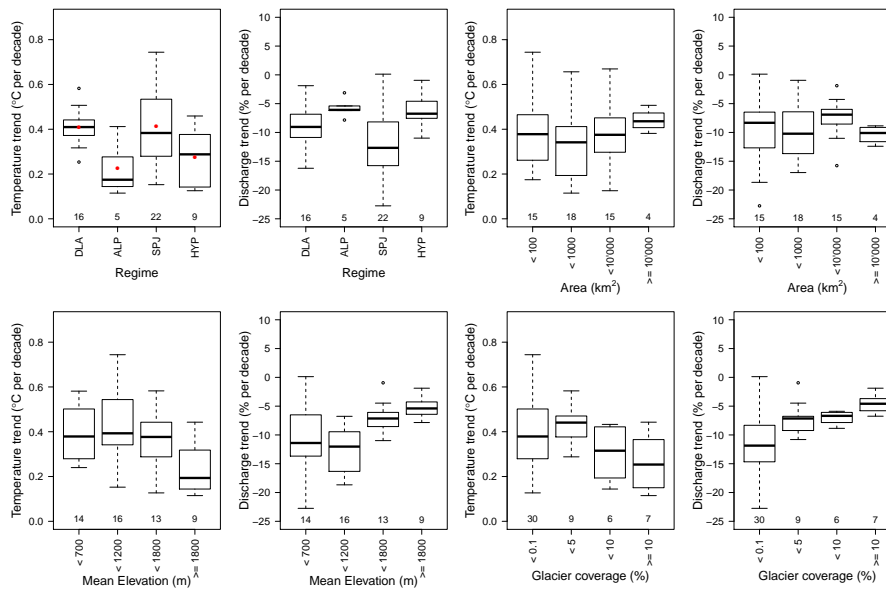 Temperature trend (°C per decade)
0.8
0.6
0.4
0.2
0.0
16 5 22 9
DLA ALP SPJ HYP
Regime
Discharge trend (% per decade)
10
5
0
−5
−10
−15
−20
−25
16 5 22 9
DLA ALP SPJ HYP
Regime
Temperature trend (°C per decade)
0.8
0.6
0.4
0.2
0.0
15 18 15 4
< 100 < 1000 < 10'000 >= 10'000
Area (km²)
Discharge trend (% per decade)
10
5
0
−5
−10
−15
−20
−25
15 18 15 4
< 100 < 1000 < 10'000 >= 10'000
Area (km²)
Temperature trend (°C per decade)
0.8
0.6
0.4
0.2
0.0
14 16 13 9
< 700 < 1200 < 1800 >= 1800
Mean Elevation (m)
Discharge trend (% per decade)
10
5
0
−5
−10
−15
−20
−25
14 16 13 9
< 700 < 1200 < 1800 >= 1800
Mean Elevation (m)
Temperature trend (°C per decade)
0.8
0.6
0.4
0.2
0.0
30 9 6 7
< 0.1 < 5 < 10 >= 10
Glacier coverage (%)
Discharge trend (% per decade)
10
5
0
−5
−10
−15
−20
−25
30 9 6 7
< 0.1 < 5 < 10 >= 10
Glacier coverage (%)